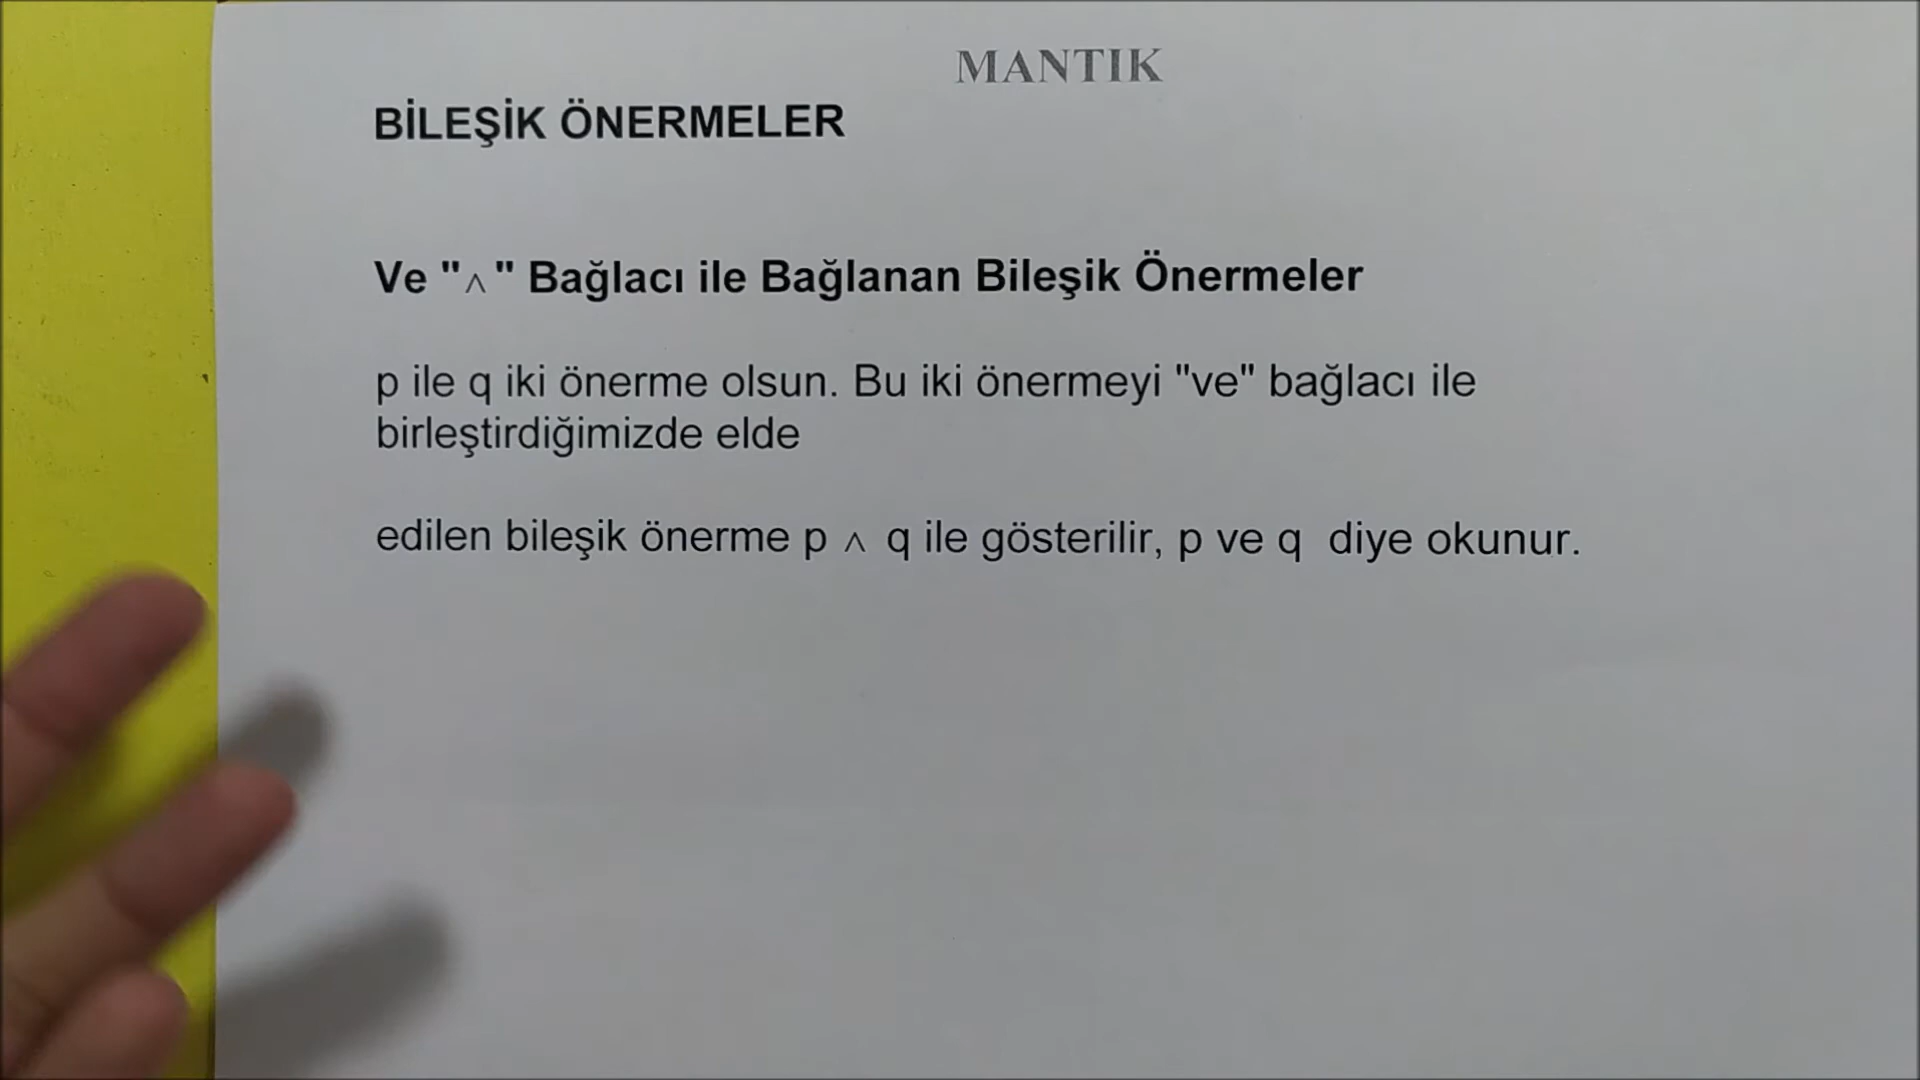 MANTIK
BİLEŞİK ÖNERMELER
Ve "∧" Bağlacı ile Bağlanan Bileşik Önermeler
p ile q iki önerme olsun. Bu iki önermeyi "ve" bağlacı ile
birleştirdiğimizde elde
edilen bileşik önerme p ∧ q ile gösterilir, p ve q diye okunur.